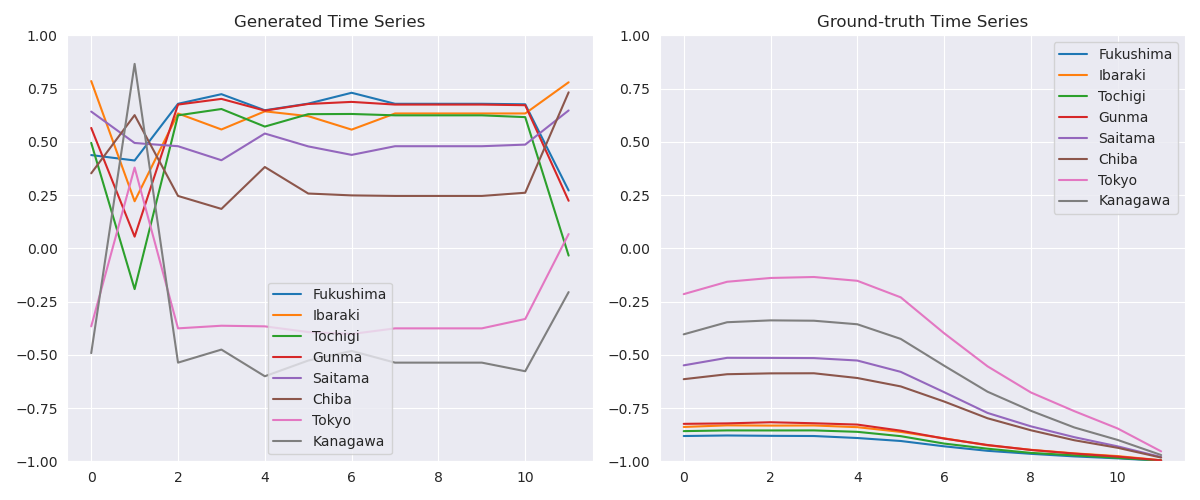 Generated Time Series
1.00
0.75
0.50
0.25
0.00
−0.25
−0.50
−0.75
−1.00
0 2 4 6 8 10
Fukushima
Ibaraki
Tochigi
Gunma
Saitama
Chiba
Tokyo
Kanagawa
Ground-truth Time Series
1.00
0.75
0.50
0.25
0.00
−0.25
−0.50
−0.75
−1.00
0 2 4 6 8 10
Fukushima
Ibaraki
Tochigi
Gunma
Saitama
Chiba
Tokyo
Kanagawa